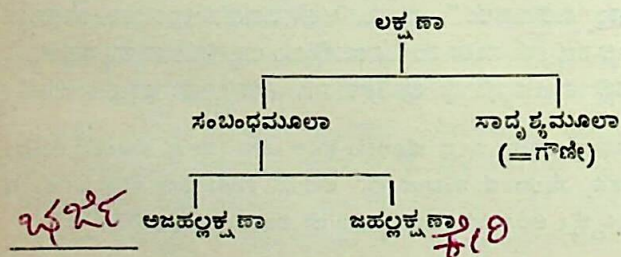 ಲಕ್ಷಣಾ
ಸಂಬಂಧಮೂಲಾ ಸಾದೃಶ್ಯಮೂಲಾ
(=ಗೌಣೀ)
ಅಜಹಲ್ಲಕ್ಷಣಾ ಜಹಲ್ಲಕ್ಷಣಾ